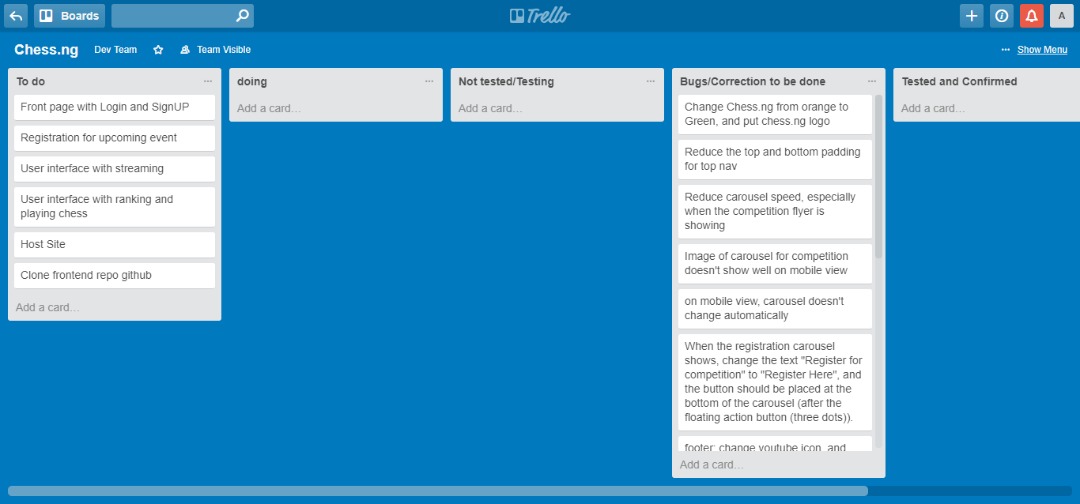 Boards
Trello
A
Chess.ng
Dev Team
Team Visible
... Show Menu
To do ...
Front page with Login and SignUP
Registration for upcoming event
User interface with streaming
User interface with ranking and
playing chess
Host Site
Clone frontend repo github
Add a card...
doing ...
Add a card...
Not tested/Testing ...
Add a card...
Bugs/Correction to be done ...
Change Chess.ng from orange to
Green, and put chess.ng logo
Reduce the top and bottom padding
for top nav
Reduce carousel speed, especially
when the competition flyer is
showing
Image of carousel for competition
doesn't show well on mobile view
on mobile view, carousel doesn't
change automatically
When the registration carousel
shows, change the text "Register for
competition" to "Register Here", and
the button should be placed at the
bottom of the carousel (after the
floating action button (three dots)).
footer: change youtube icon, and
Add a card...
Tested and Confirmed
Add a card...